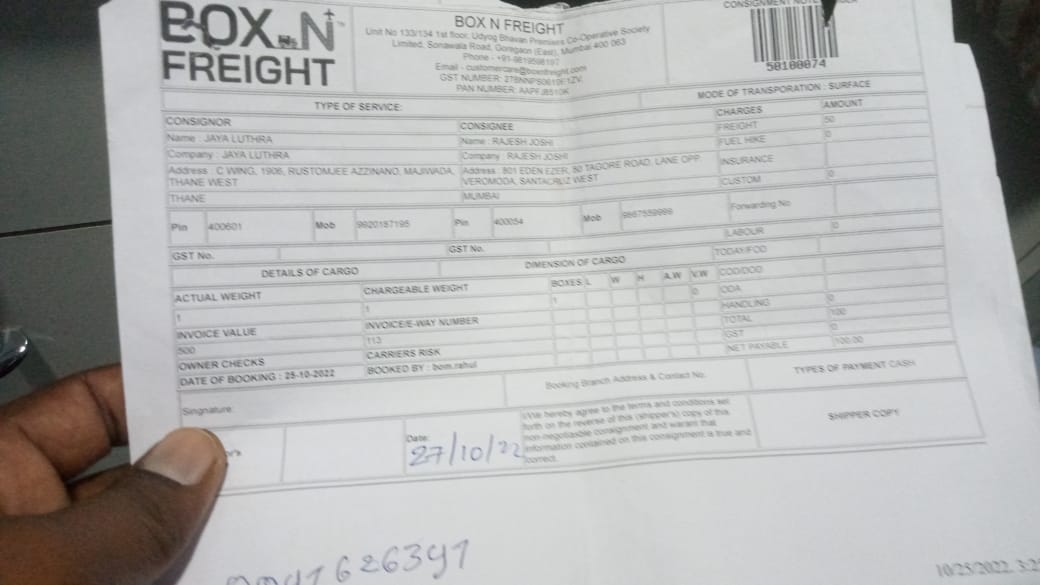 BOX N FREIGHT
BOX N FREIGHT
Unit No 133/134 1st floor, Udyog Bhavan Premises Co-Operative Society
Limited, Sonawala Road, Goregaon (East), Mumbai 400 063
Phone - +91-9819598197
Email - customercare@boxnfreight.com
GST NUMBER:
PAN NUMBER:
CONSIGNMENT NOTE
50100074
TYPE OF SERVICE:
MODE OF TRANSPORATION : SURFACE
CONSIGNOR
CONSIGNEE
CHARGES AMOUNT
Name : JAYA LUTHRA
Name : RAJESH JOSHI
FREIGHT 50
Company : JAYA LUTHRA
Company : RAJESH JOSHI
FUEL HIKE 0
Address : C WING, 1906, RUSTOMJEE AZZINANO, MAJIWADA,
THANE WEST
Address : 801 EDEN EZER, 50 TAGORE ROAD, LANE OPP.
VEROMODA, SANTACRUZ WEST
INSURANCE
CUSTOM 0
THANE
MUMBAI
Pin 400601 Mob 9920187195 Pin 400054 Mob
Forwarding No
LABOUR 0
GST No. GST No.
TODAY/FOD
DETAILS OF CARGO DIMENSION OF CARGO
COD/DOD
ACTUAL WEIGHT CHARGEABLE WEIGHT BOXES L W H A.W V.W
ODA
1 1 1 0
HANDLING 0
INVOICE VALUE INVOICE/E-WAY NUMBER
TOTAL 100
500 113
GST 0
OWNER CHECKS CARRIERS RISK
NET PAYABLE 100.00
DATE OF BOOKING : 25-10-2022 BOOKED BY : bom.rahul
Booking Branch Address & Contact No.
TYPES OF PAYMENT CASH
Singnature:
I/We hereby agree to the terms and conditions set
forth on the reverse of this (shipper's) copy of this
non-negotiable consignment and warrant that
information contained on this consignment is true and
correct.
SHIPPER COPY
Date:
27/10/22
10/25/2022, 3:2